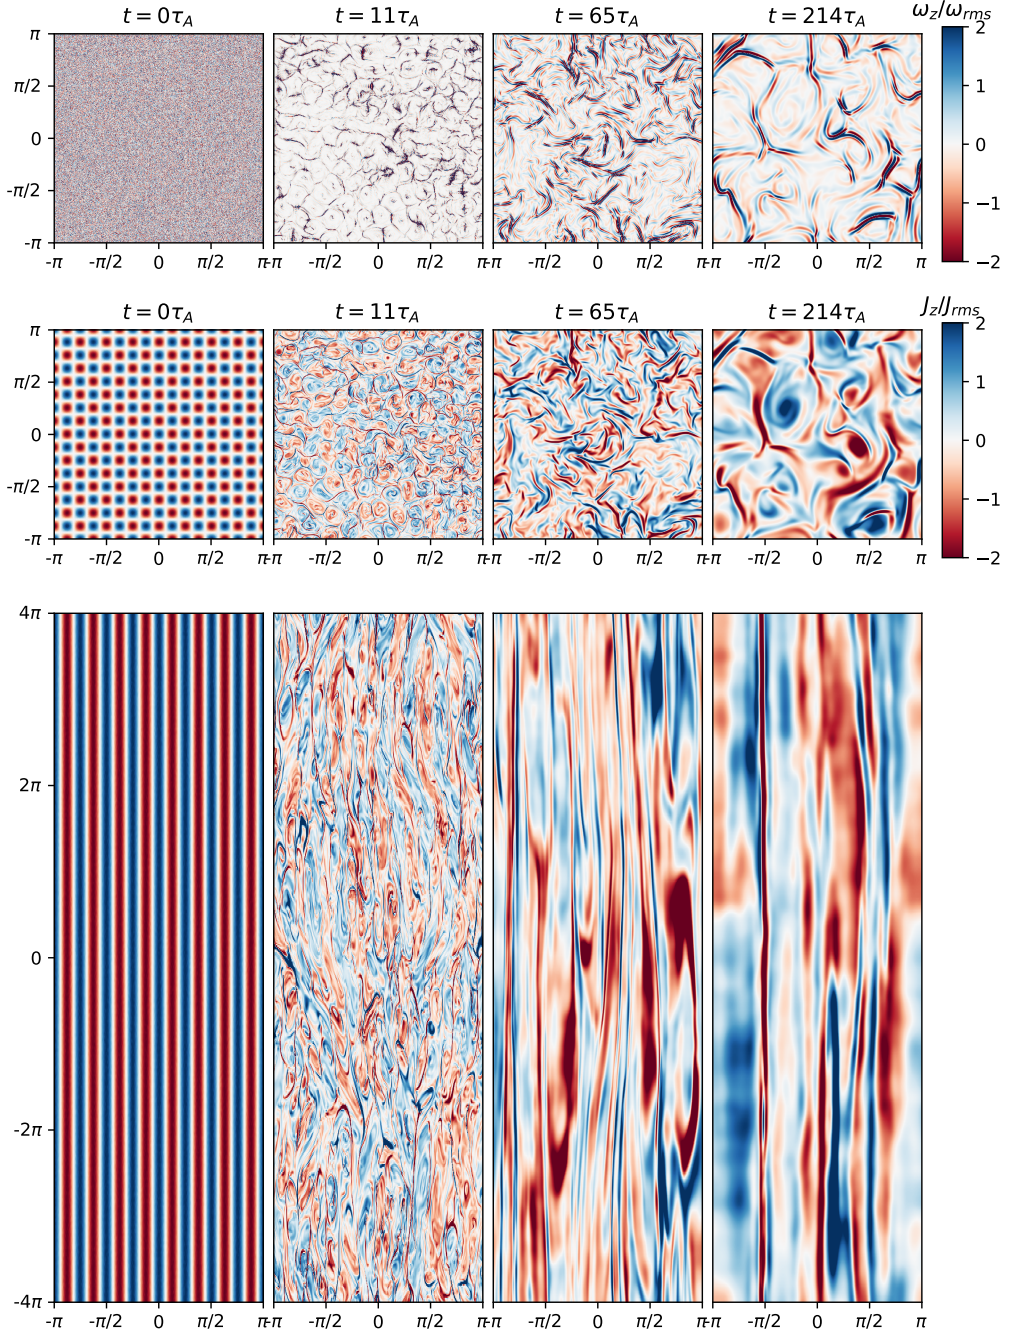 t = 0τ_A t = 11τ_A t = 65τ_A t = 214τ_A ω_z/ω_rms
π
π/2
0
-π/2
-π
-π -π/2 0 π/2 π -π -π/2 0 π/2 π -π -π/2 0 π/2 π -π -π/2 0 π/2 π
2
1
0
−1
−2
t = 0τ_A t = 11τ_A t = 65τ_A t = 214τ_A J_z/J_rms
π
π/2
0
-π/2
-π
-π -π/2 0 π/2 π -π -π/2 0 π/2 π -π -π/2 0 π/2 π -π -π/2 0 π/2 π
2
1
0
−1
−2
4π
2π
0
-2π
-4π
-π -π/2 0 π/2 π -π -π/2 0 π/2 π -π -π/2 0 π/2 π -π -π/2 0 π/2 π